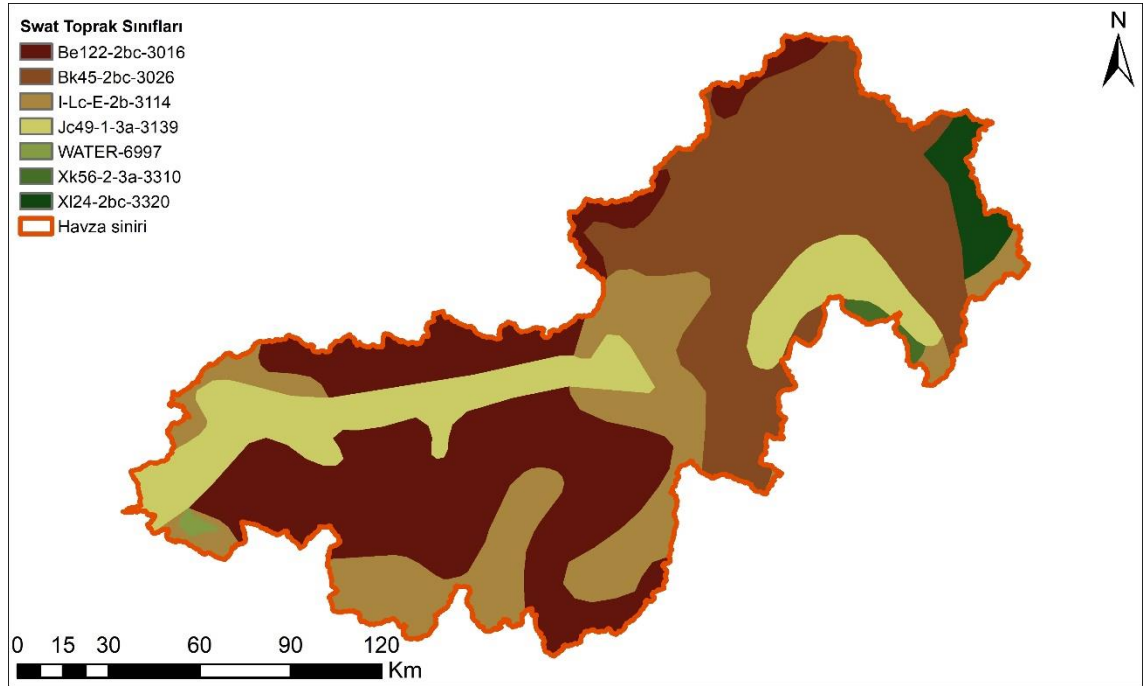 Swat Toprak Sınıfları
Be122-2bc-3016
Bk45-2bc-3026
I-Lc-E-2b-3114
Jc49-1-3a-3139
WATER-6997
Xk56-2-3a-3310
Xl24-2bc-3320
Havza siniri
N
0 15 30 60 90 120
Km